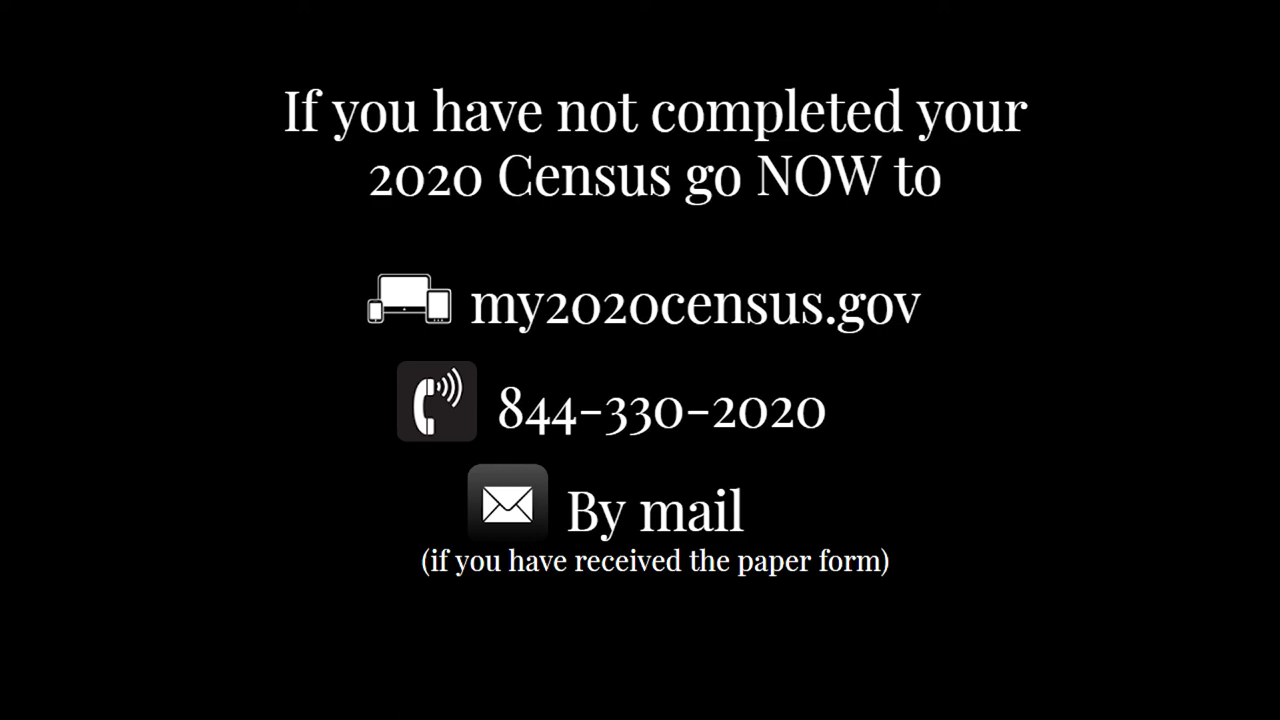 If you have not completed your
2020 Census go NOW to
my2020census.gov
844-330-2020
By mail
(if you have received the paper form)